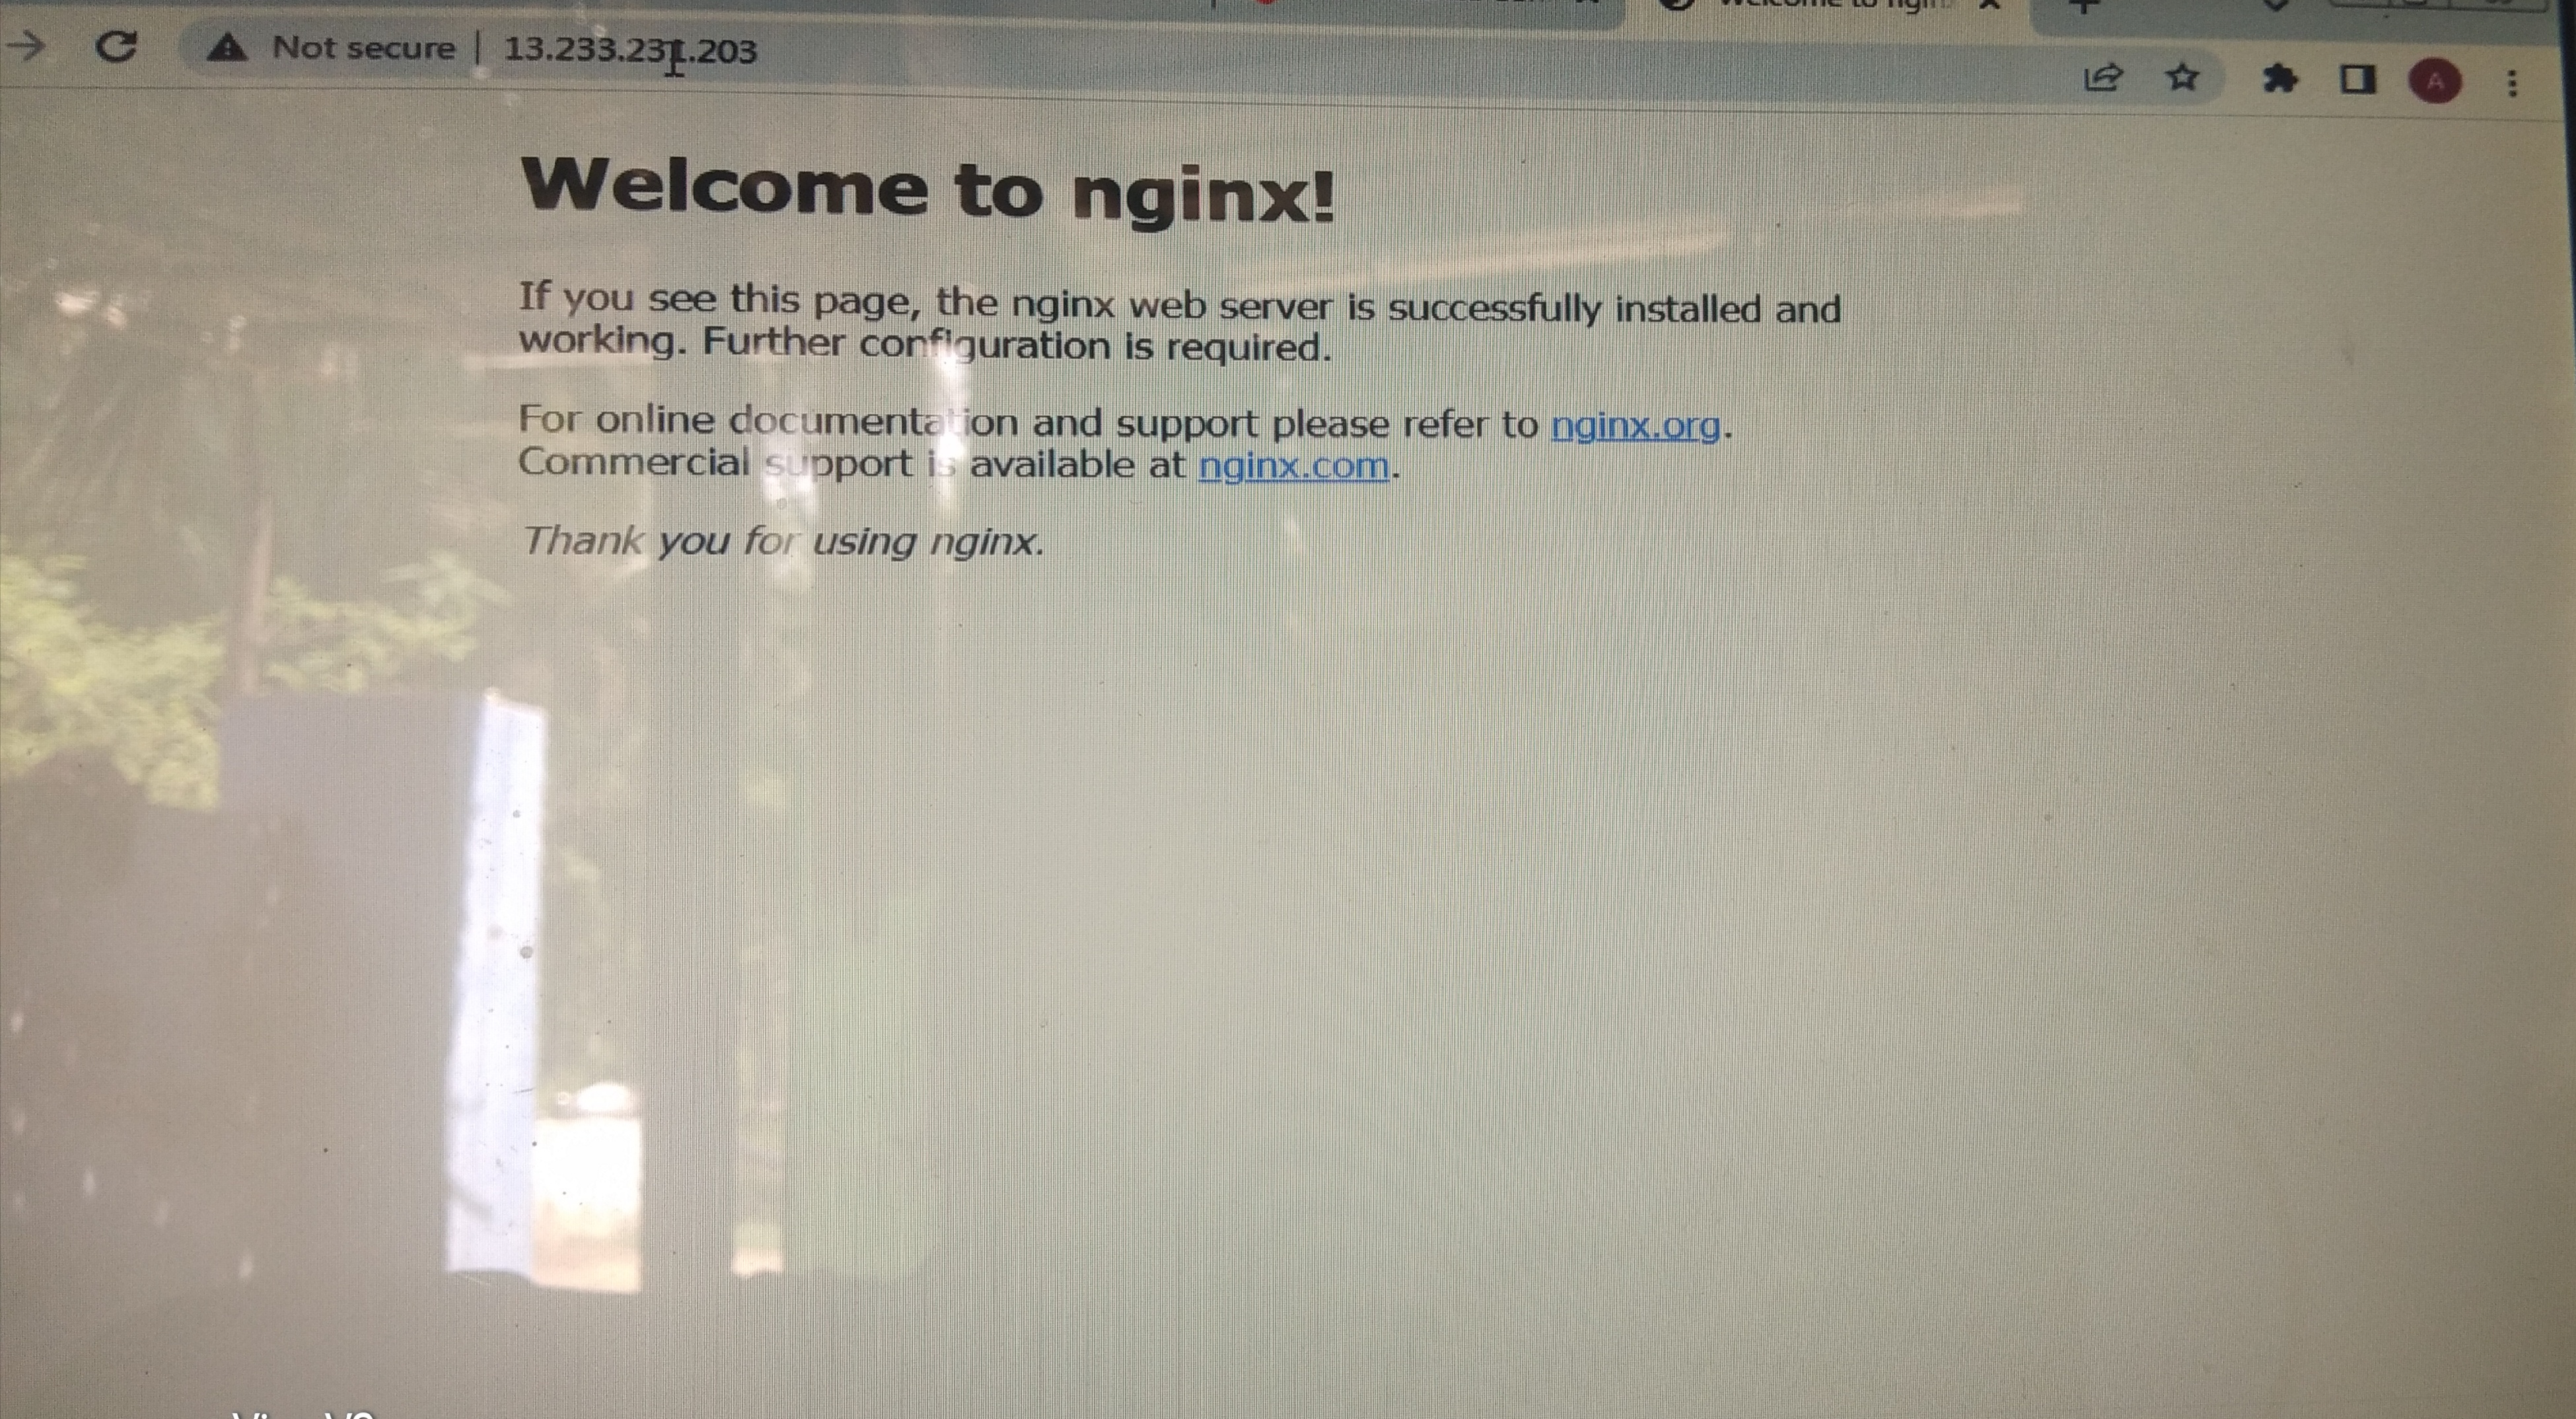 Not secure | 13.233.231.203
Welcome to nginx!
If you see this page, the nginx web server is successfully installed and
working. Further configuration is required.
For online documentation and support please refer to nginx.org.
Commercial support is available at nginx.com.
Thank you for using nginx.
A